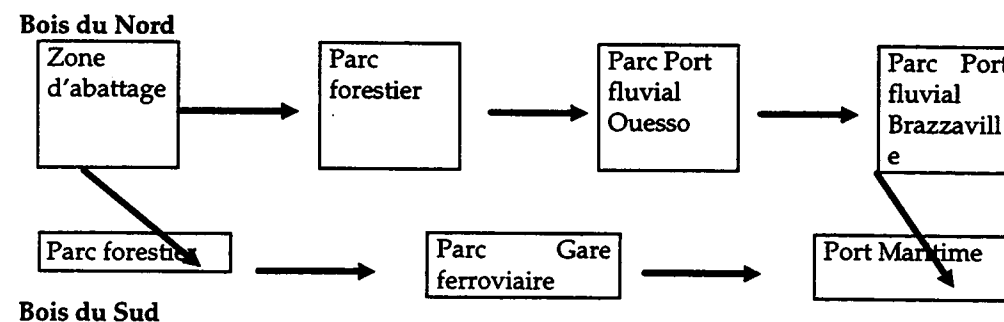 Bois du Nord
Zone
d'abattage
Parc
forestier
Parc Port
fluvial
Ouesso
Parc Port
fluvial
Brazzavill
e
Parc forestier
Parc Gare
ferroviaire
Port Maritime
Bois du Sud